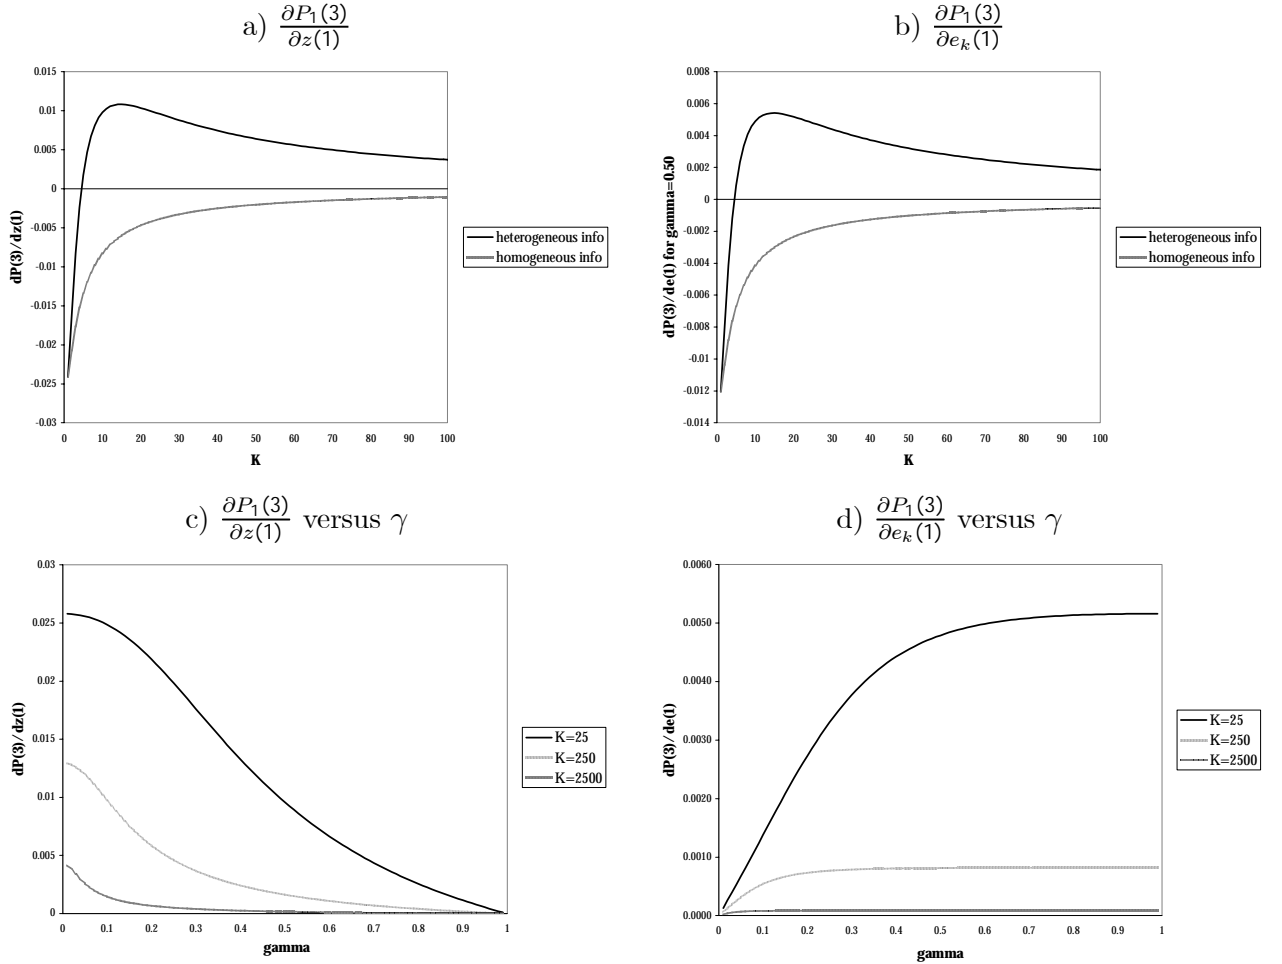 a) ∂P₁(3)/∂z(1)
0.015
0.01
0.005
0
-0.005
-0.01
-0.015
-0.02
-0.025
-0.03
dP(3)/dz(1)
0 10 20 30 40 50 60 70 80 90 100
K
heterogeneous info
homogeneous info
b) ∂P₁(3)/∂eₖ(1)
0.008
0.006
0.004
0.002
0
-0.002
-0.004
-0.006
-0.008
-0.01
-0.012
-0.014
dP(3)/de(1) for gamma=0.50
0 10 20 30 40 50 60 70 80 90 100
K
heterogeneous info
homogeneous info
c) ∂P₁(3)/∂z(1) versus γ
0.03
0.025
0.02
0.015
0.01
0.005
0
dP(3)/dz(1)
0 0.1 0.2 0.3 0.4 0.5 0.6 0.7 0.8 0.9 1
gamma
K=25
K=250
K=2500
d) ∂P₁(3)/∂eₖ(1) versus γ
0.0060
0.0050
0.0040
0.0030
0.0020
0.0010
0.0000
dP(3)/de(1)
0 0.1 0.2 0.3 0.4 0.5 0.6 0.7 0.8 0.9 1
gamma
K=25
K=250
K=2500